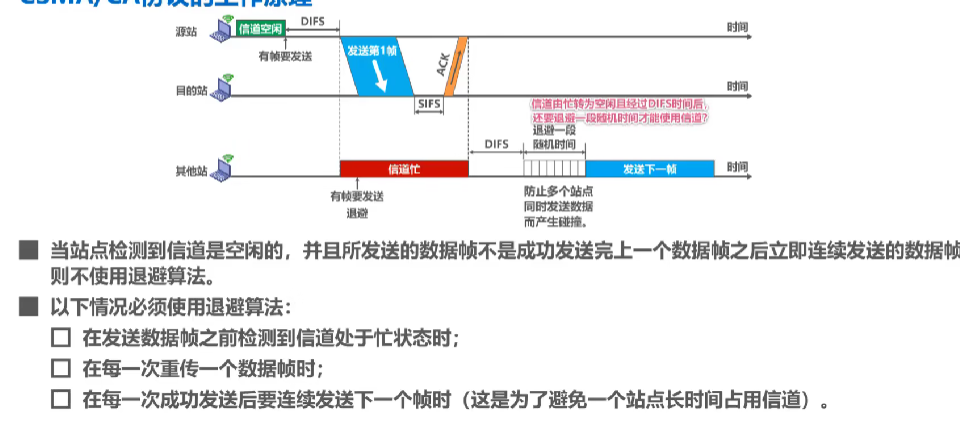 CSMA/CA协议的工作原理
源站
信道空闲
DIFS
时间
有帧要发送
发送第1帧
ACK
目的站
时间
SIFS
信道由忙转为空闲且经过DIFS时间后,
还要退避一段随机时间才能使用信道?
退避一段
随机时间
DIFS
其他站
信道忙
发送下一帧
时间
有帧要发送
退避
防止多个站点
同时发送数据
而产生碰撞。
当站点检测到信道是空闲的，并且所发送的数据帧不是成功发送完上一个数据帧之后立即连续发送的数据帧
则不使用退避算法。
以下情况必须使用退避算法：
在发送数据帧之前检测到信道处于忙状态时；
在每一次重传一个数据帧时；
在每一次成功发送后要连续发送下一个帧时（这是为了避免一个站点长时间占用信道）。